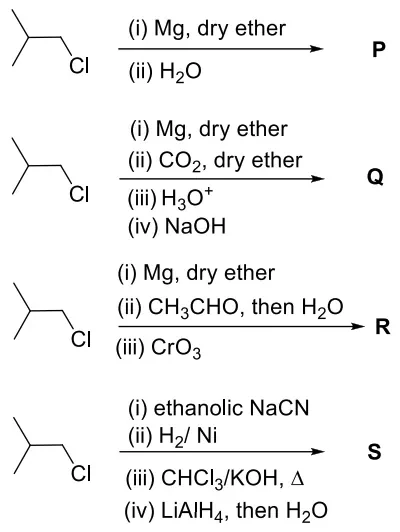 (i) Mg, dry ether
Cl
(ii) H₂O
P
(i) Mg, dry ether
(ii) CO₂, dry ether
Cl
(iii) H₃O⁺
(iv) NaOH
Q
(i) Mg, dry ether
(ii) CH₃CHO, then H₂O
Cl
(iii) CrO₃
R
(i) ethanolic NaCN
(ii) H₂/ Ni
Cl
(iii) CHCl₃/KOH, Δ
(iv) LiAlH₄, then H₂O
S